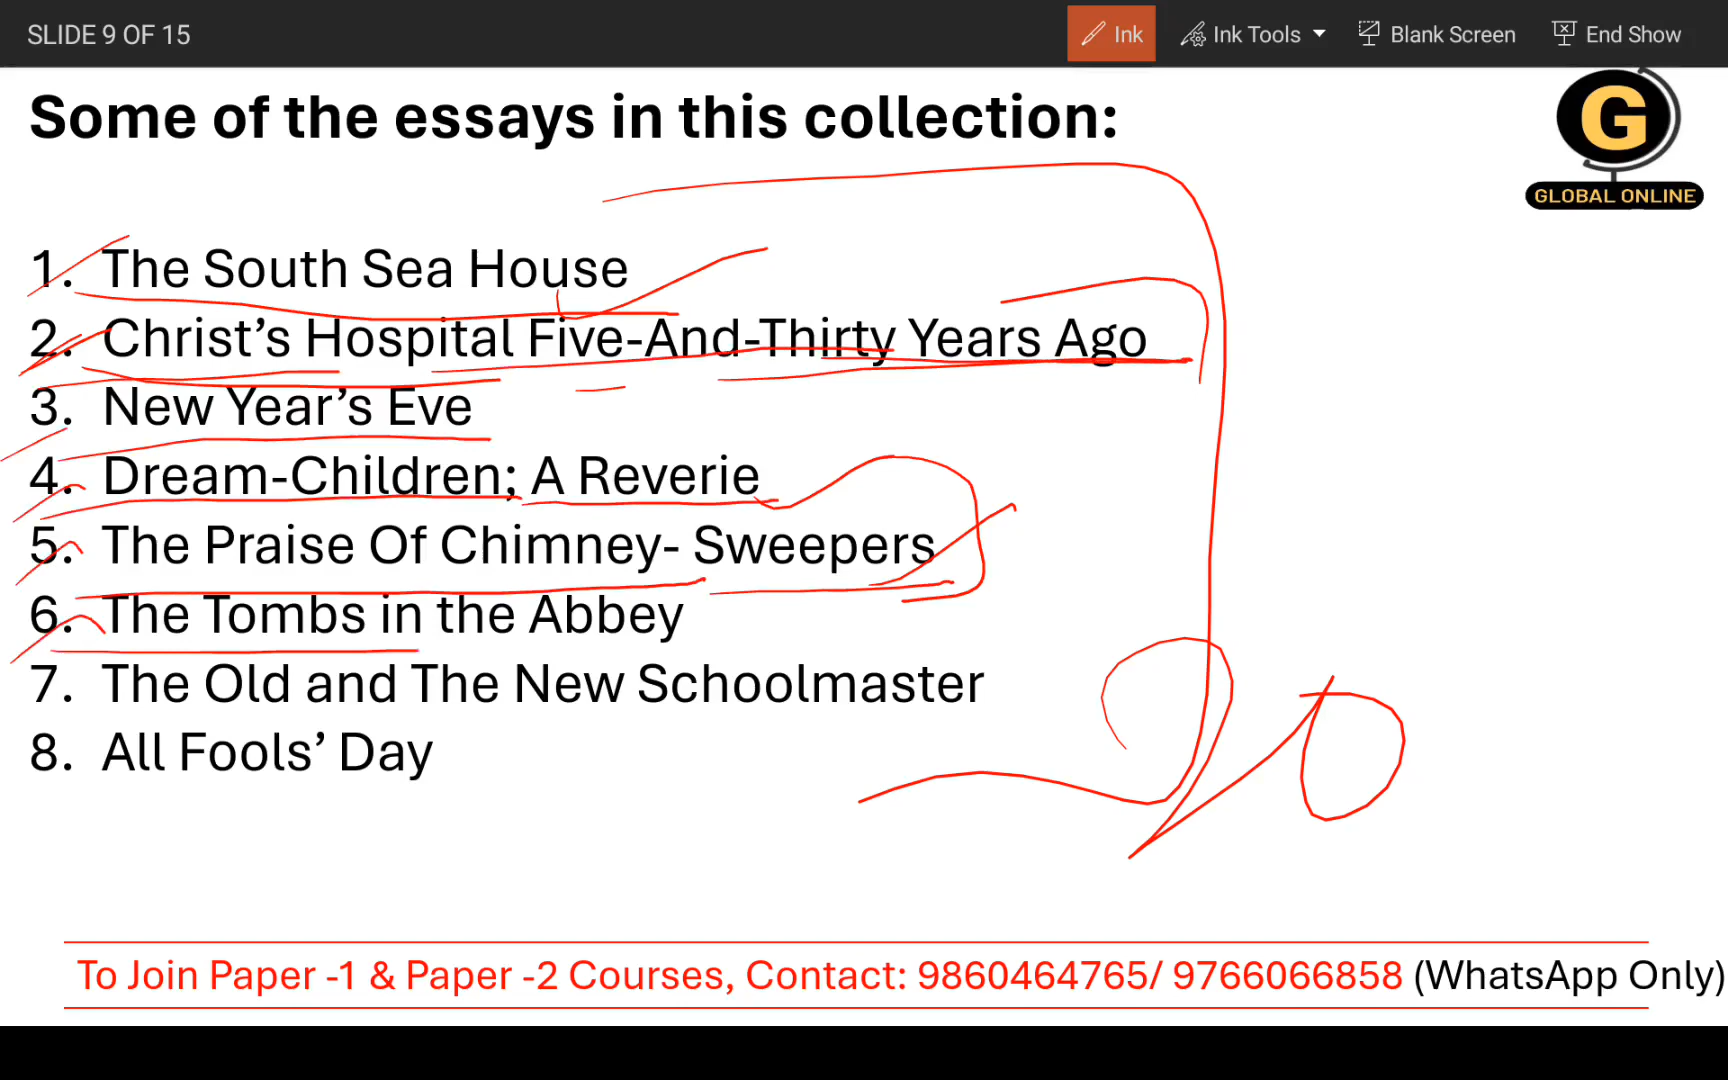 SLIDE 9 OF 15
Ink
Ink Tools
Blank Screen
End Show
Some of the essays in this collection:
G
GLOBAL ONLINE
1. The South Sea House
2. Christ’s Hospital Five-And-Thirty Years Ago
3. New Year’s Eve
4. Dream-Children; A Reverie
5. The Praise Of Chimney- Sweepers
6. The Tombs in the Abbey
7. The Old and The New Schoolmaster
8. All Fools’ Day
To Join Paper -1 & Paper -2 Courses, Contact: 9860464765/ 9766066858 (WhatsApp Only)